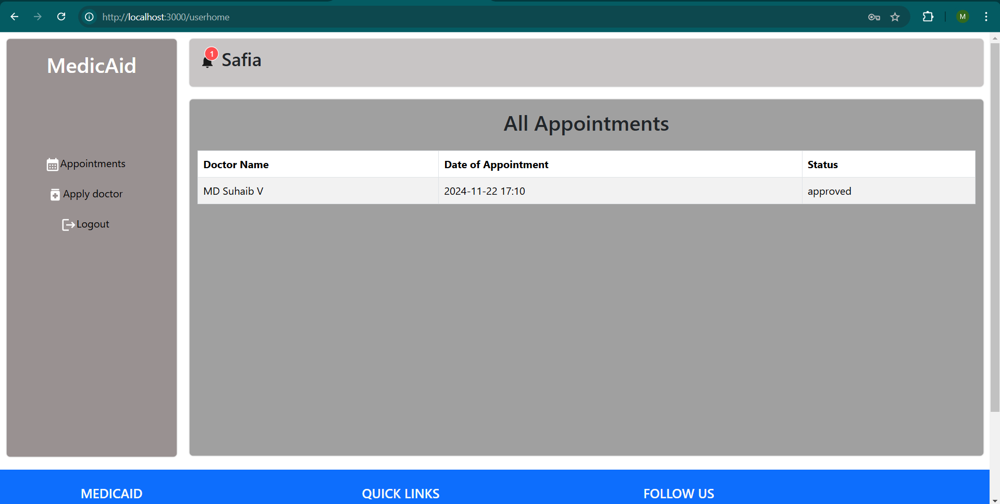 http://localhost:3000/userhome
M
MedicAid
Appointments
Apply doctor
Logout
1
Safia
All Appointments
Doctor Name Date of Appointment Status
MD Suhaib V 2024-11-22 17:10 approved
MEDICAID QUICK LINKS FOLLOW US